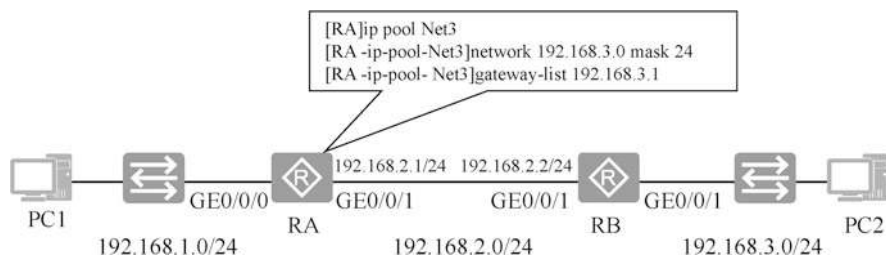 [RA]ip pool Net3
[RA -ip-pool-Net3]network 192.168.3.0 mask 24
[RA -ip-pool- Net3]gateway-list 192.168.3.1
192.168.2.1/24
192.168.2.2/24
GE0/0/0
GE0/0/1
GE0/0/1
GE0/0/1
PC1
RA
RB
PC2
192.168.1.0/24
192.168.2.0/24
192.168.3.0/24
R
R